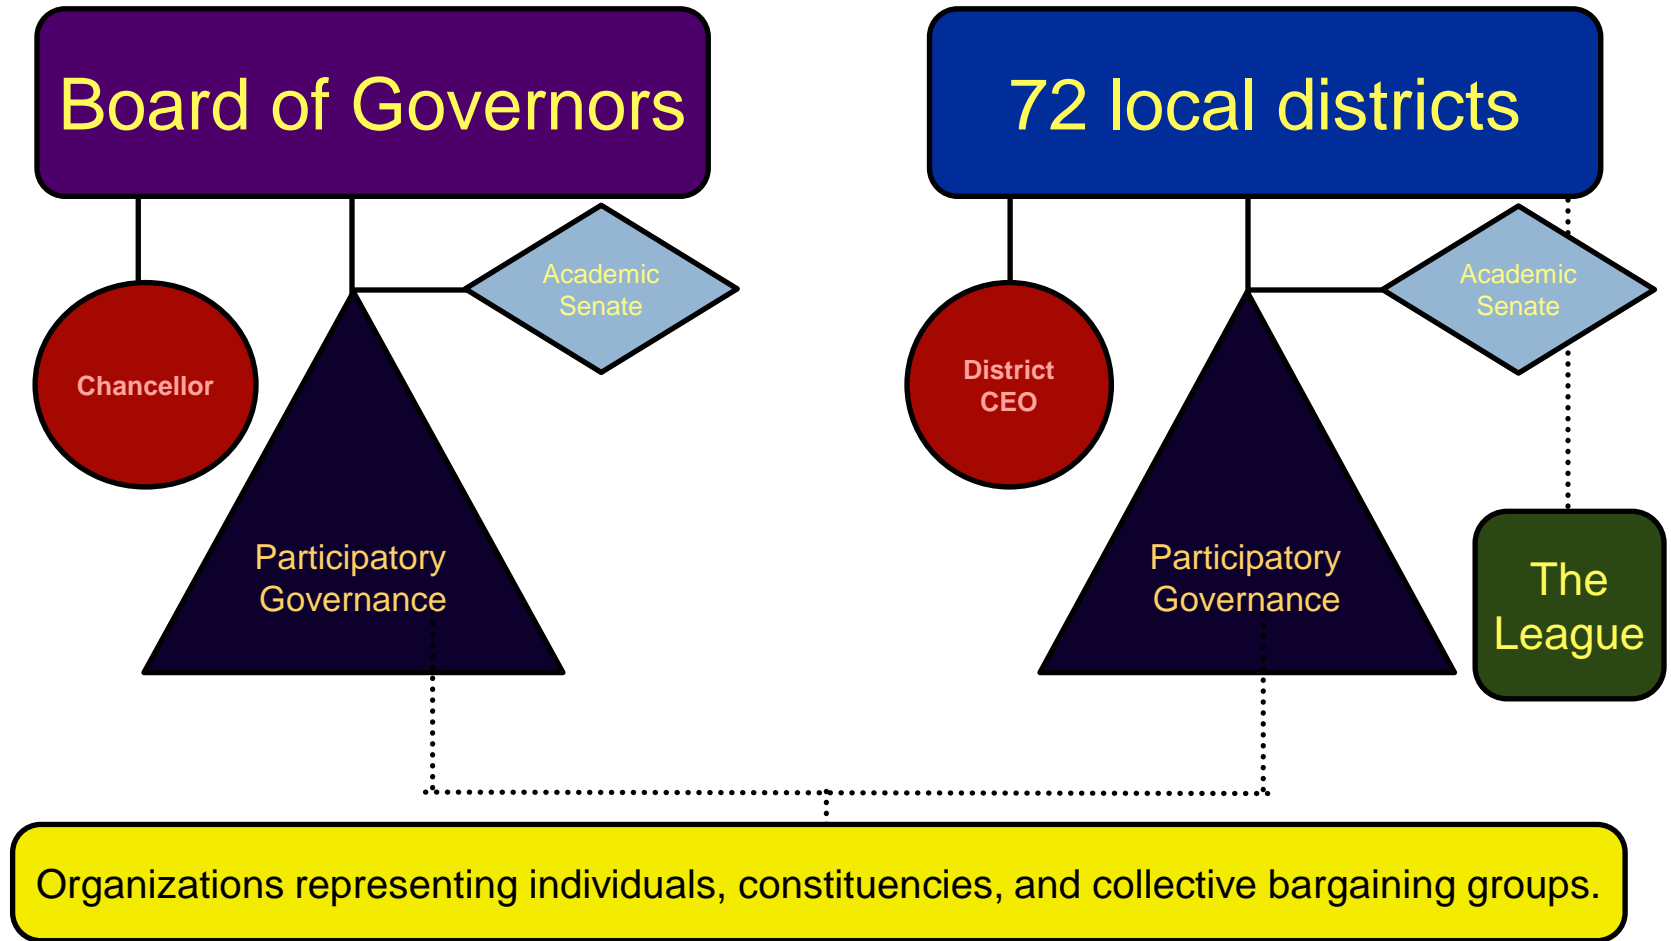 Board of Governors
72 local districts
Academic
Senate
Academic
Senate
Chancellor
District
CEO
Participatory
Governance
Participatory
Governance
The
League
Organizations representing individuals, constituencies, and collective bargaining groups.